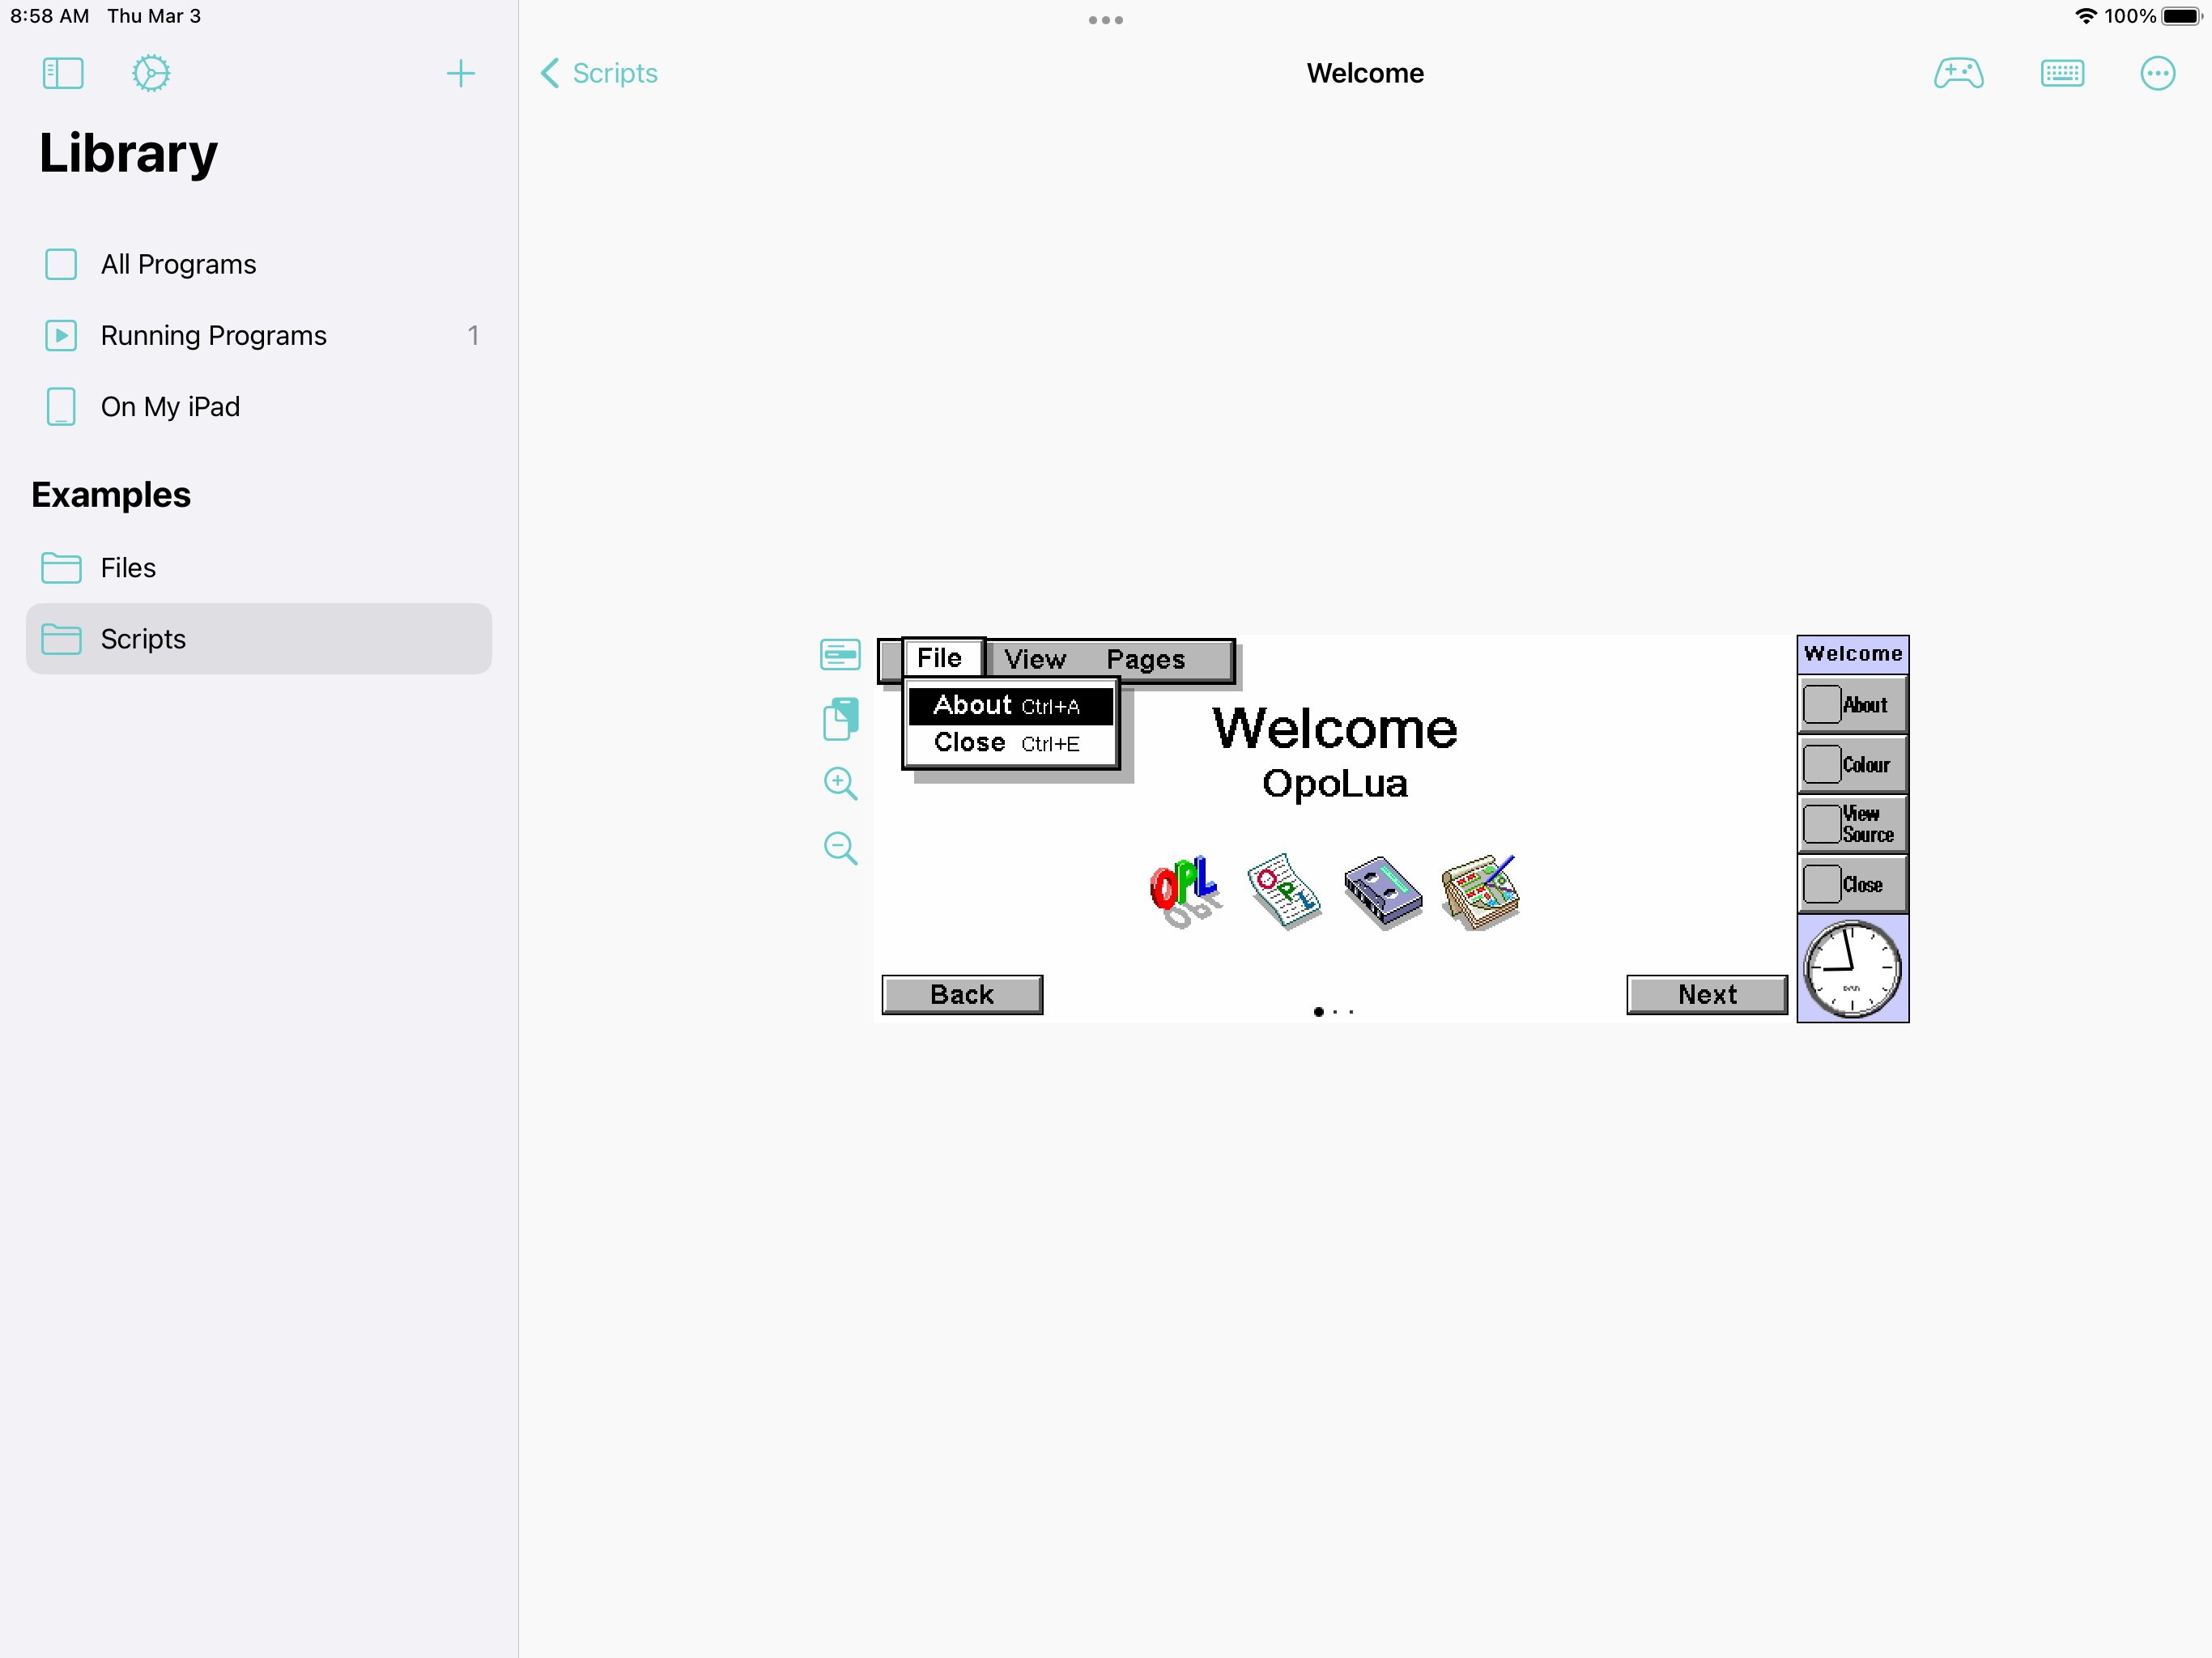 8:58 AM Thu Mar 3
100%
Library
All Programs
Running Programs 1
On My iPad
Examples
Files
Scripts
Scripts
Welcome
File View Pages
About Ctrl+A
Close Ctrl+E
Welcome
OpoLua
OPL
OPL
Back
Next
Welcome
About
Colour
View
Source
Close